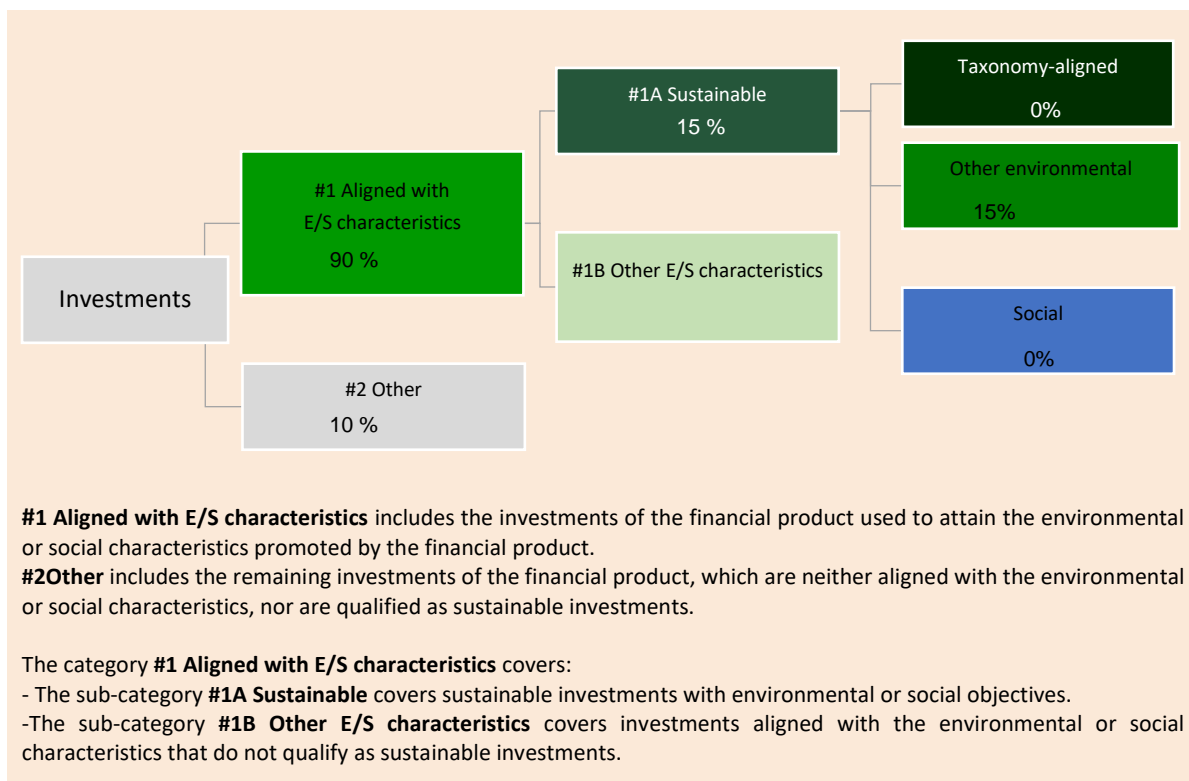 Investments
#1 Aligned with
E/S characteristics
90 %
#2 Other
10 %
#1A Sustainable
15 %
#1B Other E/S characteristics
Taxonomy-aligned
0%
Other environmental
15%
Social
0%
#1 Aligned with E/S characteristics includes the investments of the financial product used to attain the environmental
or social characteristics promoted by the financial product.
#2Other includes the remaining investments of the financial product, which are neither aligned with the environmental
or social characteristics, nor are qualified as sustainable investments.
The category #1 Aligned with E/S characteristics covers:
- The sub-category #1A Sustainable covers sustainable investments with environmental or social objectives.
-The sub-category #1B Other E/S characteristics covers investments aligned with the environmental or social
characteristics that do not qualify as sustainable investments.